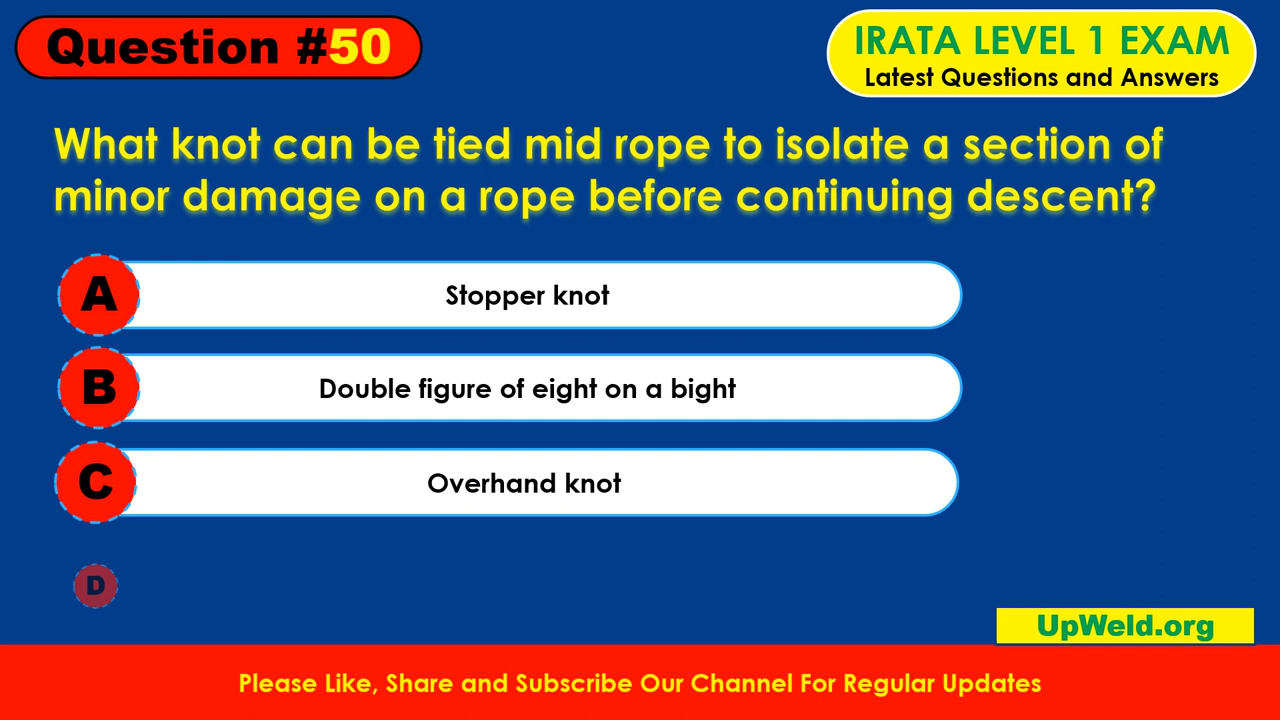 Question #50
IRATA LEVEL 1 EXAM
Latest Questions and Answers
What knot can be tied mid rope to isolate a section of
minor damage on a rope before continuing descent?
A Stopper knot
B Double figure of eight on a bight
C Overhand knot
D
UpWeld.org
Please Like, Share and Subscribe Our Channel For Regular Updates